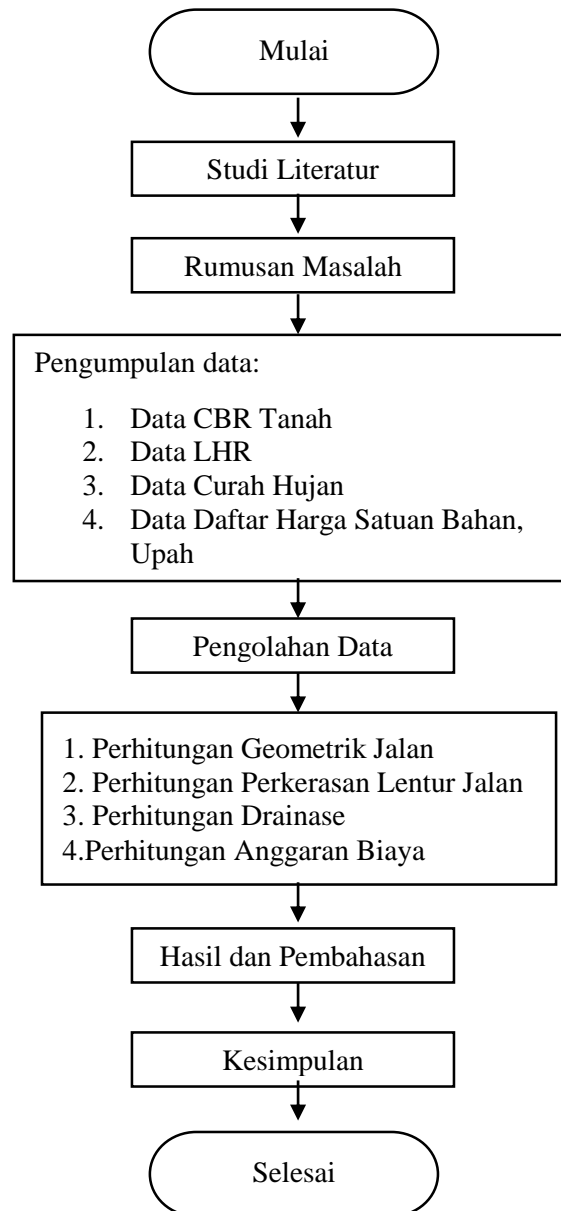 Mulai
Studi Literatur
Rumusan Masalah
Pengumpulan data:
1. Data CBR Tanah
2. Data LHR
3. Data Curah Hujan
4. Data Daftar Harga Satuan Bahan,
Upah
Pengolahan Data
1. Perhitungan Geometrik Jalan
2. Perhitungan Perkerasan Lentur Jalan
3. Perhitungan Drainase
4.Perhitungan Anggaran Biaya
Hasil dan Pembahasan
Kesimpulan
Selesai